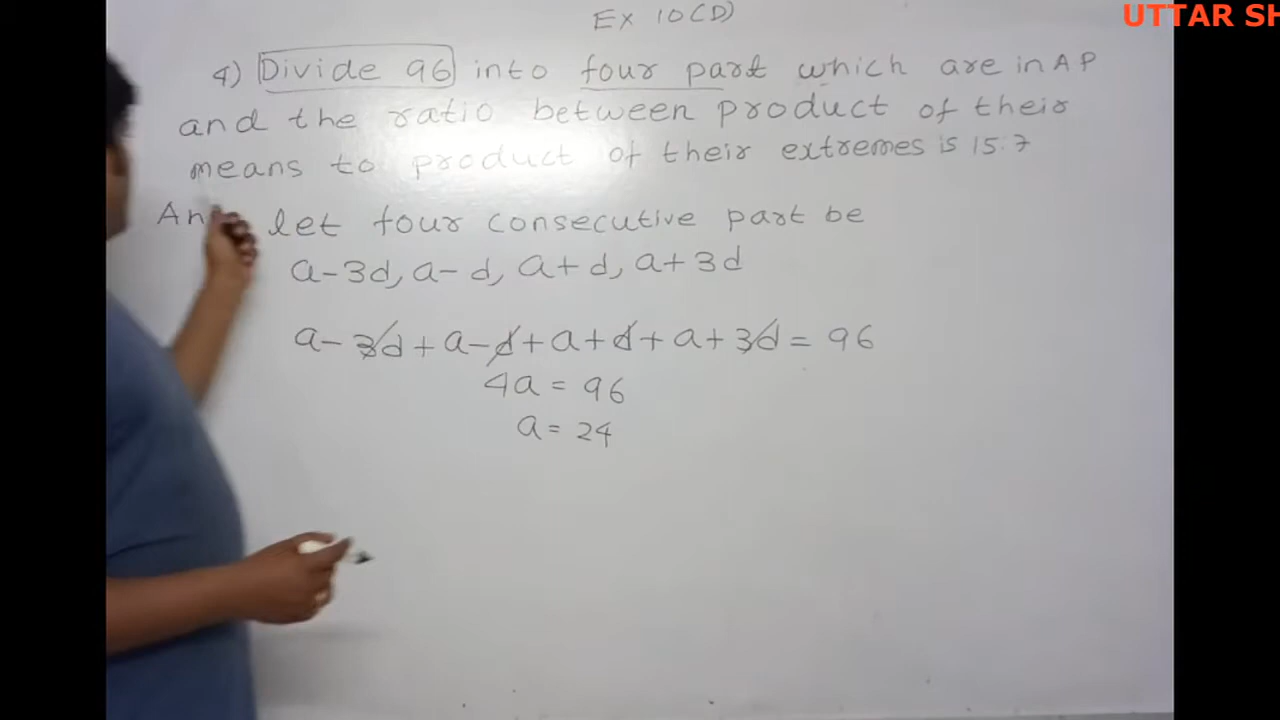 Ex 10(D)
UTTAR SH
4) Divide 96 into four part which are in AP
and the ratio between product of their
means to product of their extremes is 15:7
let four consecutive part be
a-3d, a-d, a+d, a+3d
a-3d+a-d+a+d+a+3d=96
4a=96
a=24